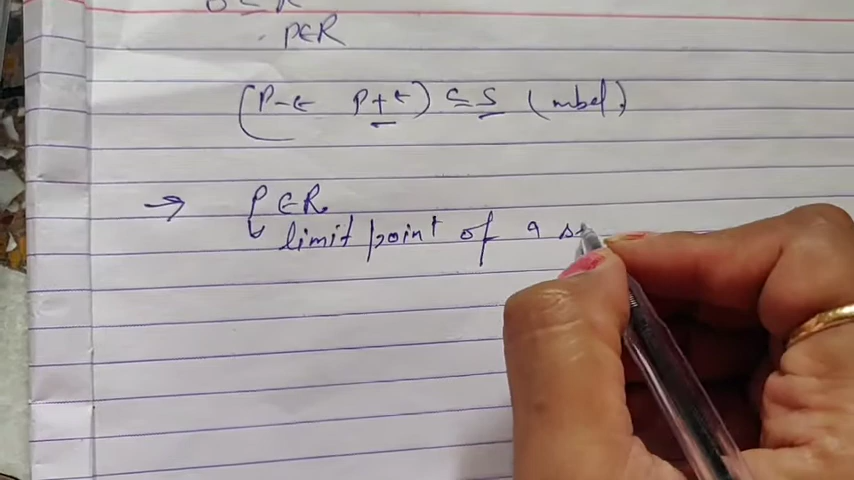 P∈R
(P-ϵ P+ϵ) ⊆ S (nbd.)
→ P∈R
↳ limit point of a s